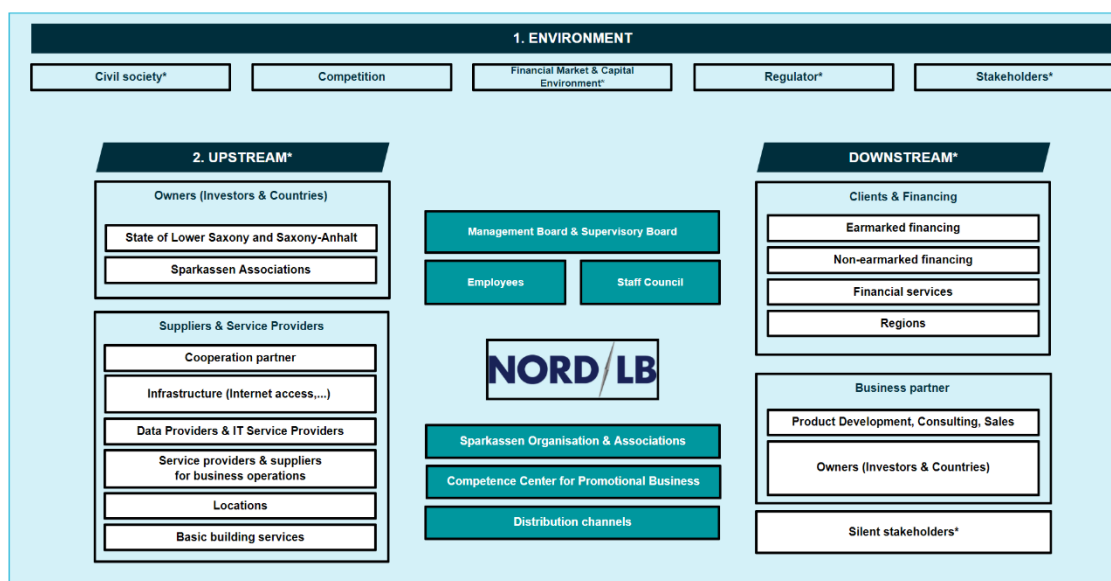 1. ENVIRONMENT
Civil society*
Competition
Financial Market & Capital
Environment*
Regulator*
Stakeholders*
2. UPSTREAM*
Owners (Investors & Countries)
State of Lower Saxony and Saxony-Anhalt
Sparkassen Associations
Suppliers & Service Providers
Cooperation partner
Infrastructure (Internet access,...)
Data Providers & IT Service Providers
Service providers & suppliers
for business operations
Locations
Basic building services
Management Board & Supervisory Board
Employees
Staff Council
NORD/LB
Sparkassen Organisation & Associations
Competence Center for Promotional Business
Distribution channels
DOWNSTREAM*
Clients & Financing
Earmarked financing
Non-earmarked financing
Financial services
Regions
Business partner
Product Development, Consulting, Sales
Owners (Investors & Countries)
Silent stakeholders*